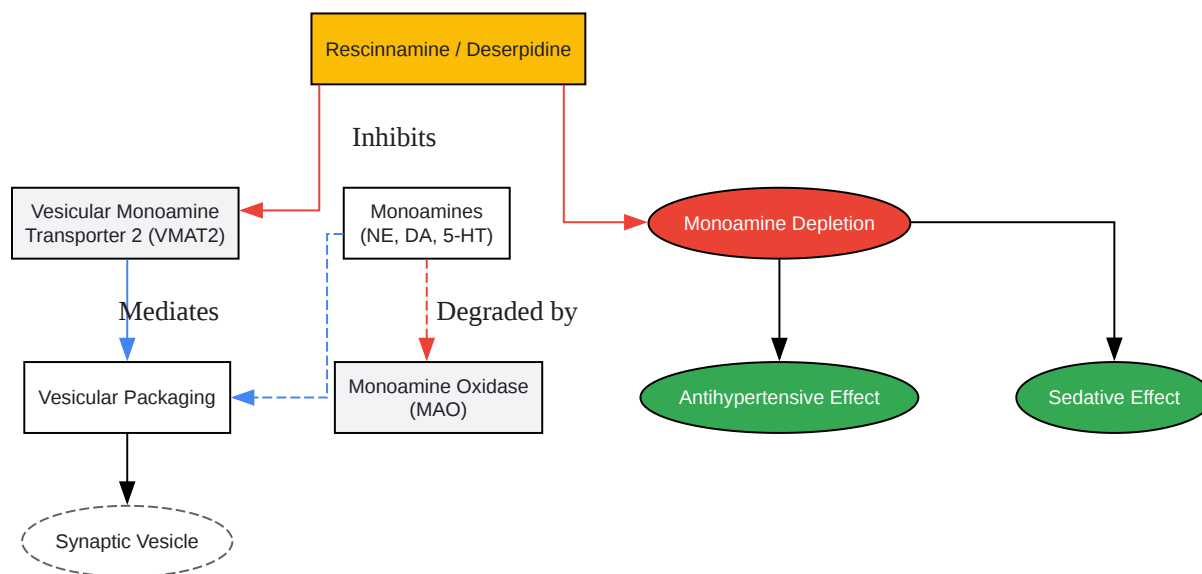 Rescinnamine / Deserpidine
Inhibits
Vesicular Monoamine
Transporter 2 (VMAT2)
Monoamines
(NE, DA, 5-HT)
Monoamine Depletion
Mediates
Degraded by
Vesicular Packaging
Monoamine Oxidase
(MAO)
Antihypertensive Effect
Sedative Effect
Synaptic Vesicle